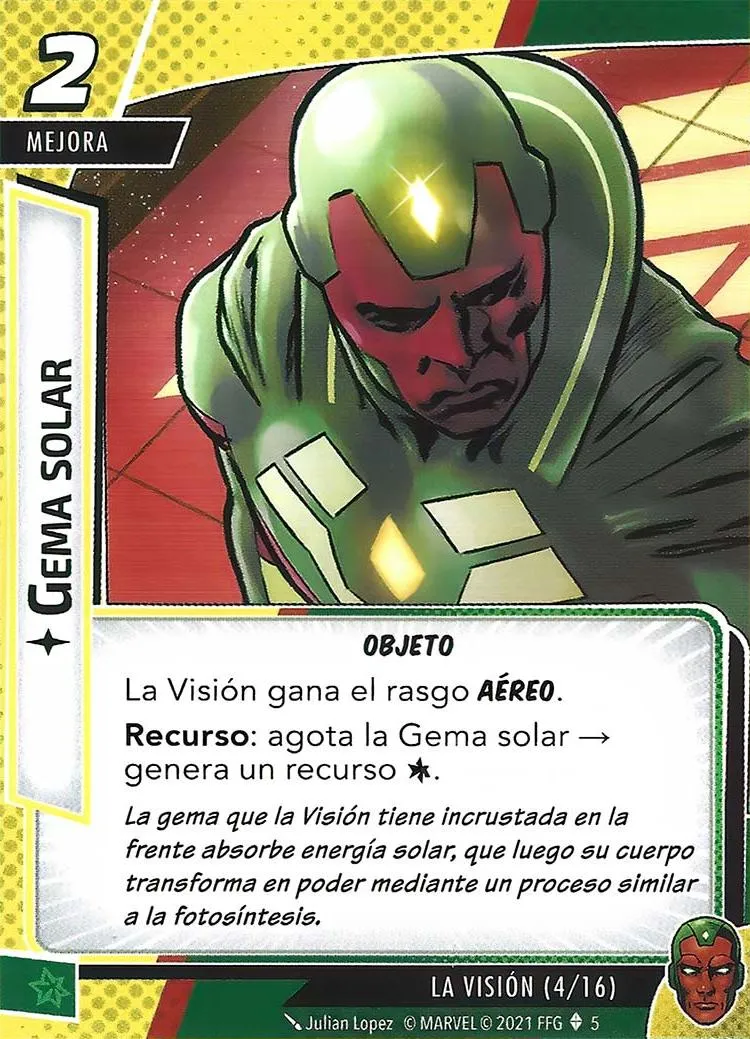 2
MEJORA
GEMA SOLAR
OBJETO
La Visión gana el rasgo AÉREO.
Recurso: agota la Gema solar →
genera un recurso .
La gema que la Visión tiene incrustada en la
frente absorbe energía solar, que luego su cuerpo
transforma en poder mediante un proceso similar
a la fotosíntesis.
LA VISIÓN (4/16)
Julian Lopez © MARVEL © 2021 FFG 5